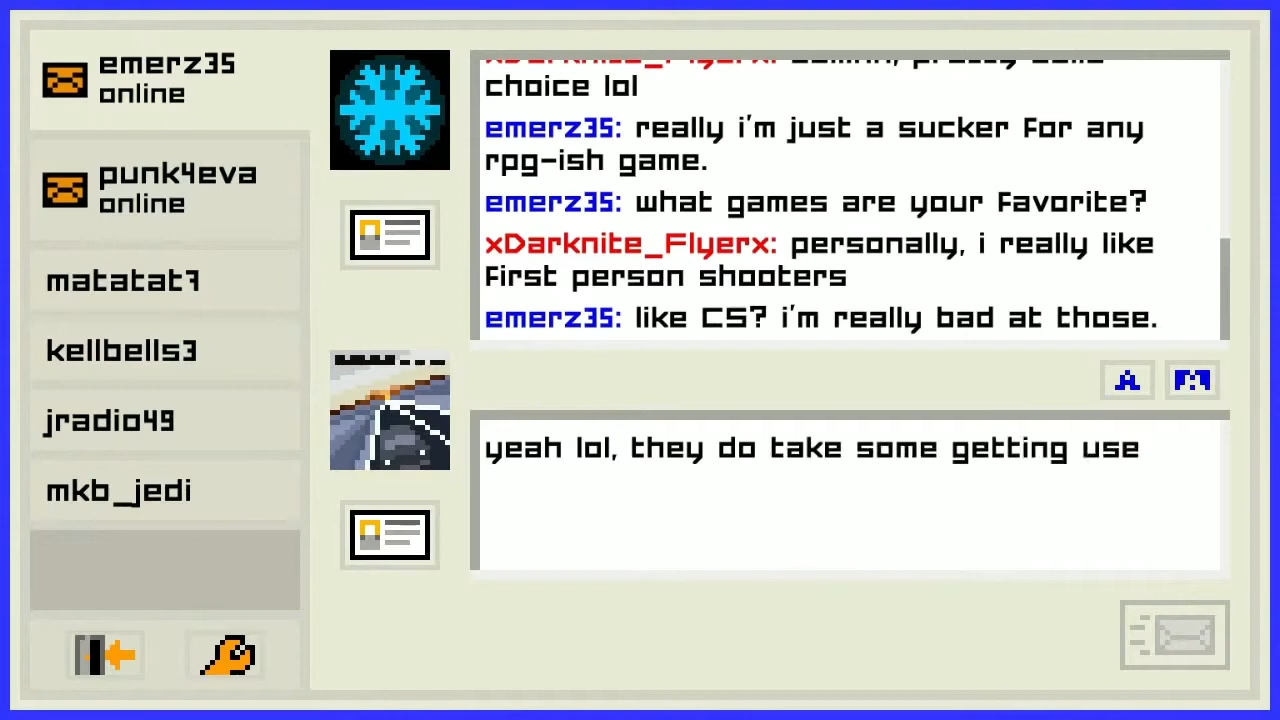 emerz35
online
punk4eva
online
matatat7
kellbells3
jradio49
mkb_jedi
choice lol
emerz35: really i'm just a sucker for any
rpg-ish game.
emerz35: what games are your favorite?
xDarknite_Flyerx: personally, i really like
first person shooters
emerz35: like CS? i'm really bad at those.
A
yeah lol, they do take some getting use